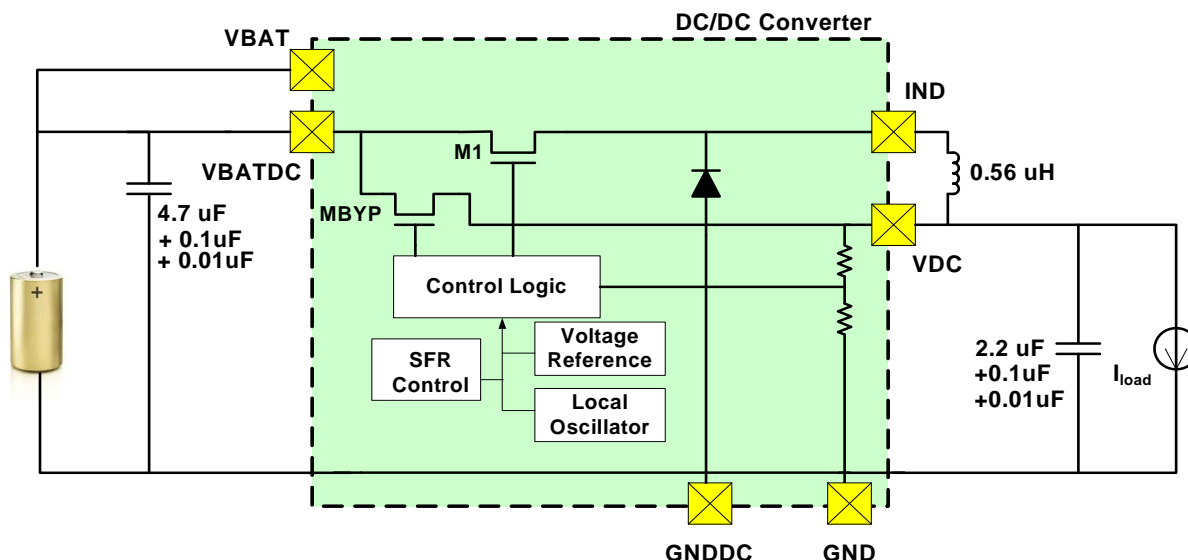 DC/DC Converter
VBAT
IND
VBATDC
M1
0.56 uH
4.7 uF
+ 0.1uF
+ 0.01uF
MBYP
VDC
+
Control Logic
Voltage
Reference
SFR
Control
Local
Oscillator
2.2 uF
+0.1uF
+0.01uF
Iload
GNDDC
GND